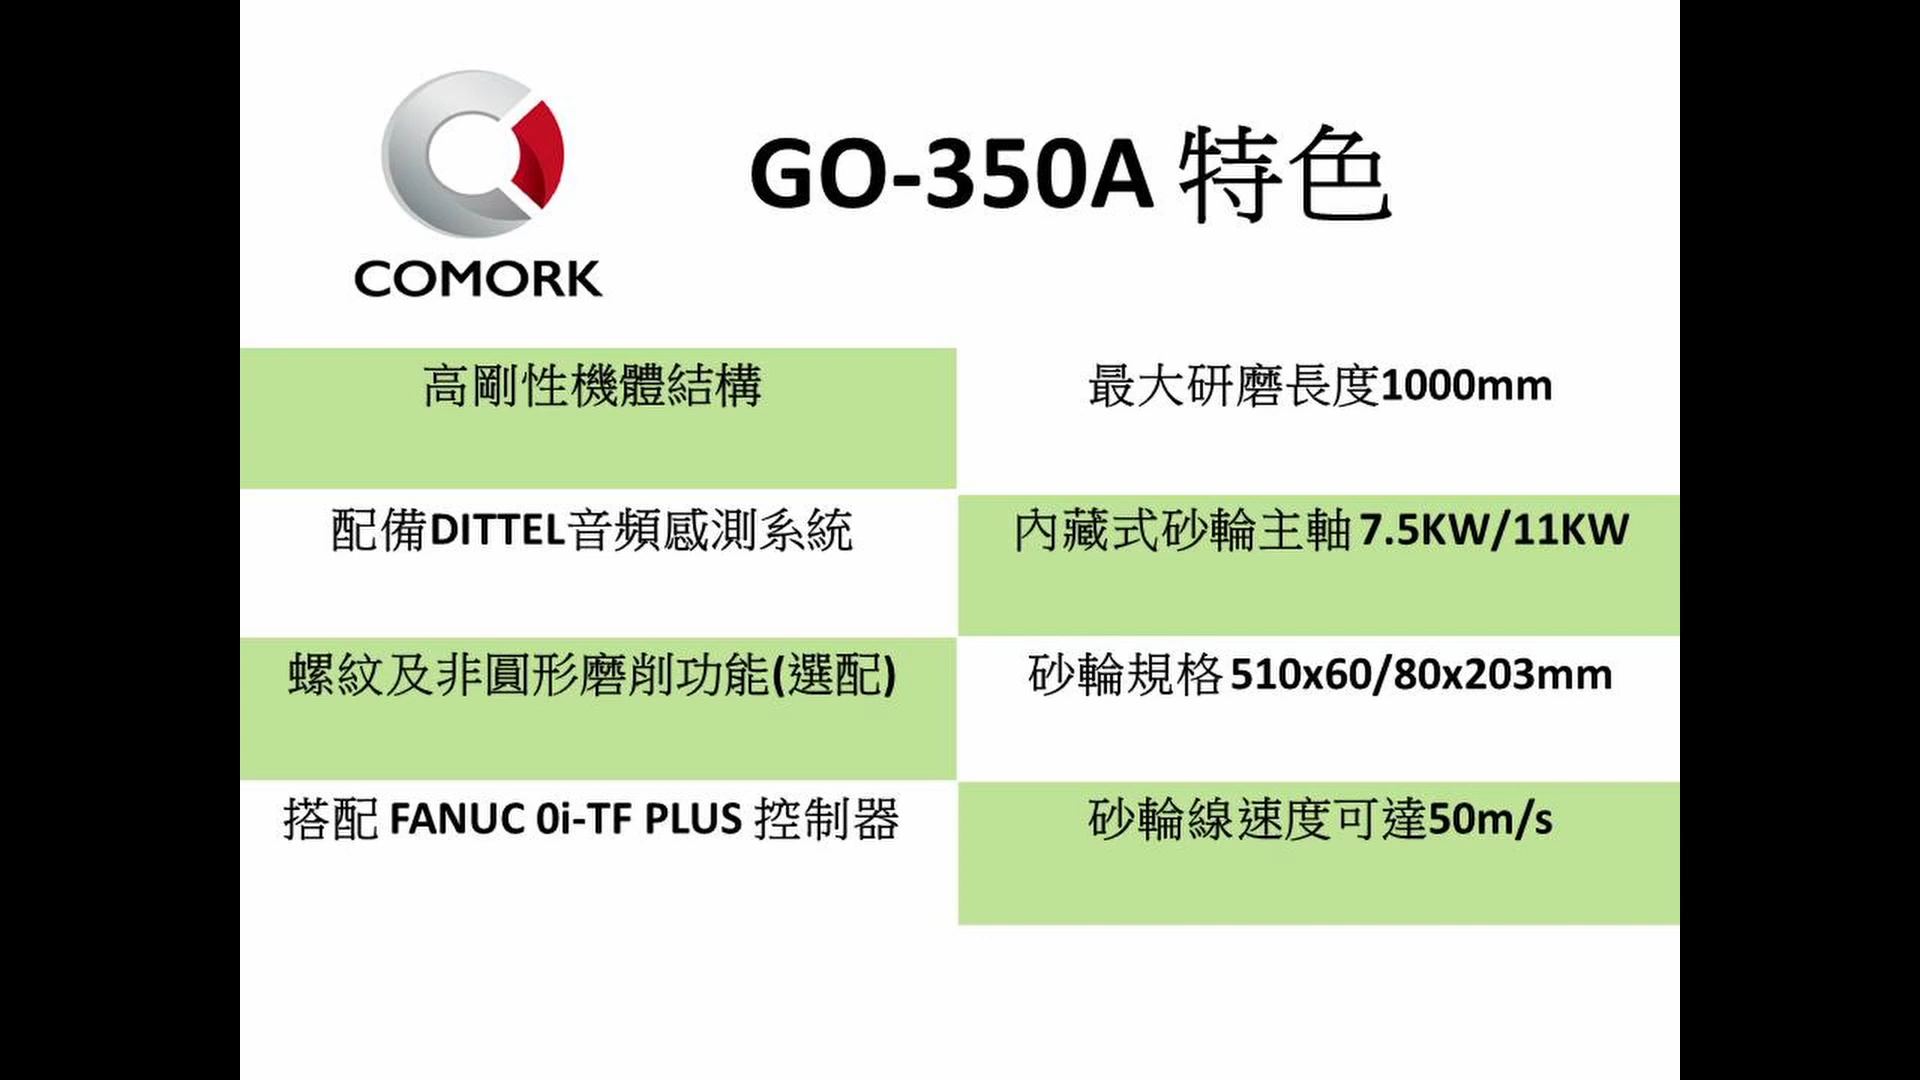 COMORK
GO-350A 特色
高剛性機體結構
最大研磨長度1000mm
配備DITTEL音頻感測系統
內藏式砂輪主軸 7.5KW/11KW
螺紋及非圓形磨削功能(選配)
砂輪規格 510x60/80x203mm
搭配 FANUC 0i-TF PLUS 控制器
砂輪線速度可達50m/s